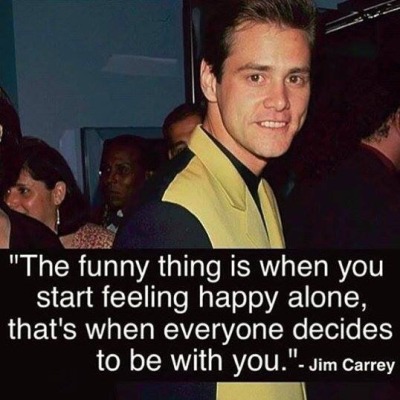 "The funny thing is when you
start feeling happy alone,
that's when everyone decides
to be with you."- Jim Carrey